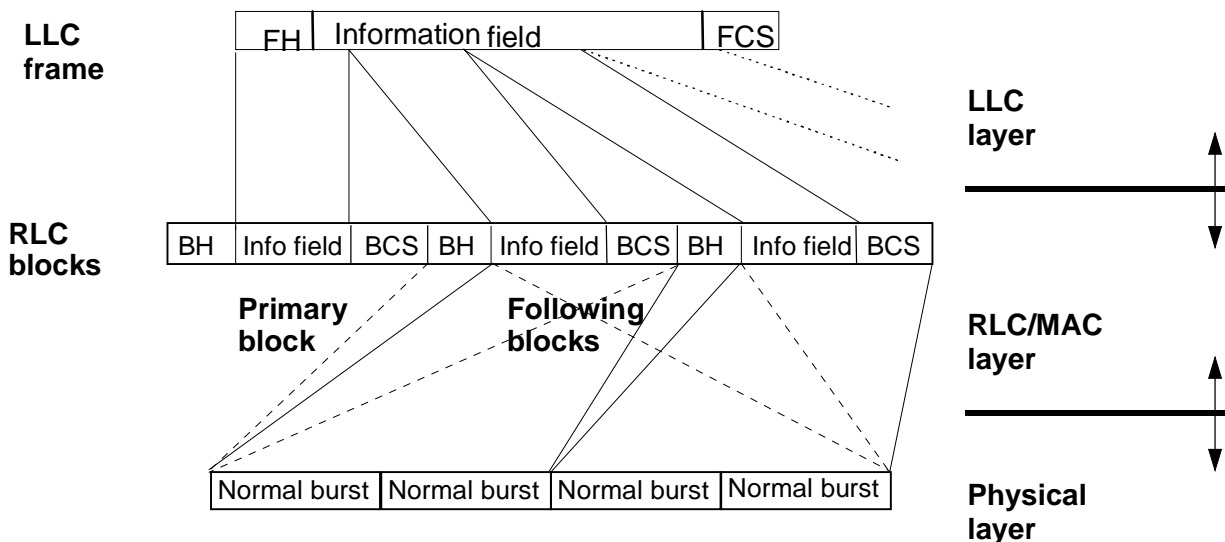 LLC
frame
FH
Information field
FCS
LLC
layer
RLC
blocks
BH
Info field
BCS
BH
Info field
BCS
BH
Info field
BCS
Primary
block
Following
blocks
RLC/MAC
layer
Normal burst
Normal burst
Normal burst
Normal burst
Physical
layer